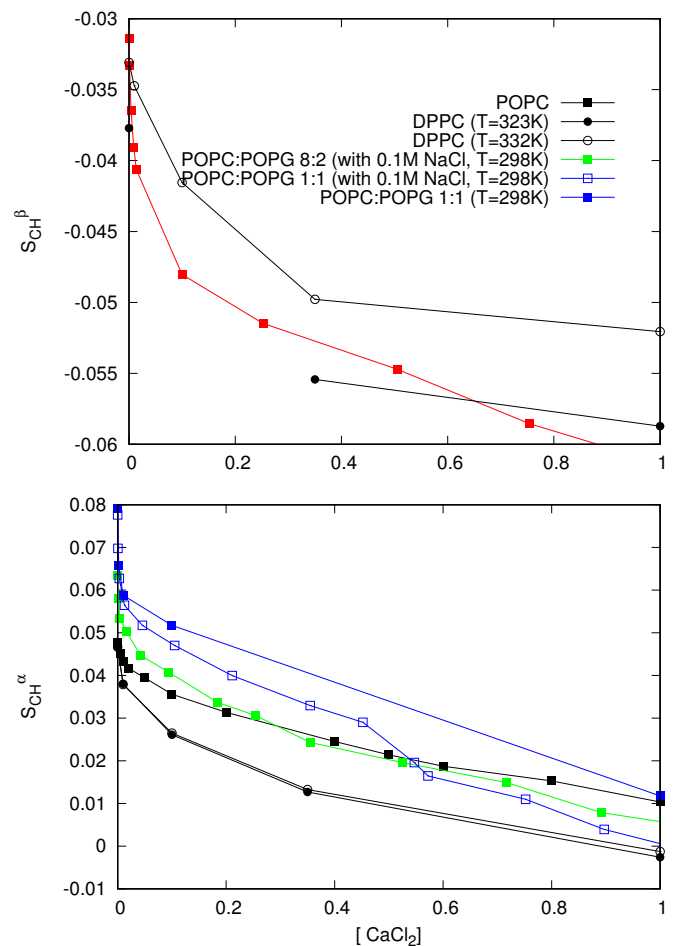 -0.03
-0.035
-0.04
-0.045
-0.05
-0.055
-0.06
S_CH^β
POPC
DPPC (T=323K)
DPPC (T=332K)
POPC:POPG 8:2 (with 0.1M NaCl, T=298K)
POPC:POPG 1:1 (with 0.1M NaCl, T=298K)
POPC:POPG 1:1 (T=298K)
0 0.2 0.4 0.6 0.8 1
0.08
0.07
0.06
0.05
0.04
0.03
0.02
0.01
0
-0.01
S_CH^α
0 0.2 0.4 0.6 0.8 1
[ CaCl₂]